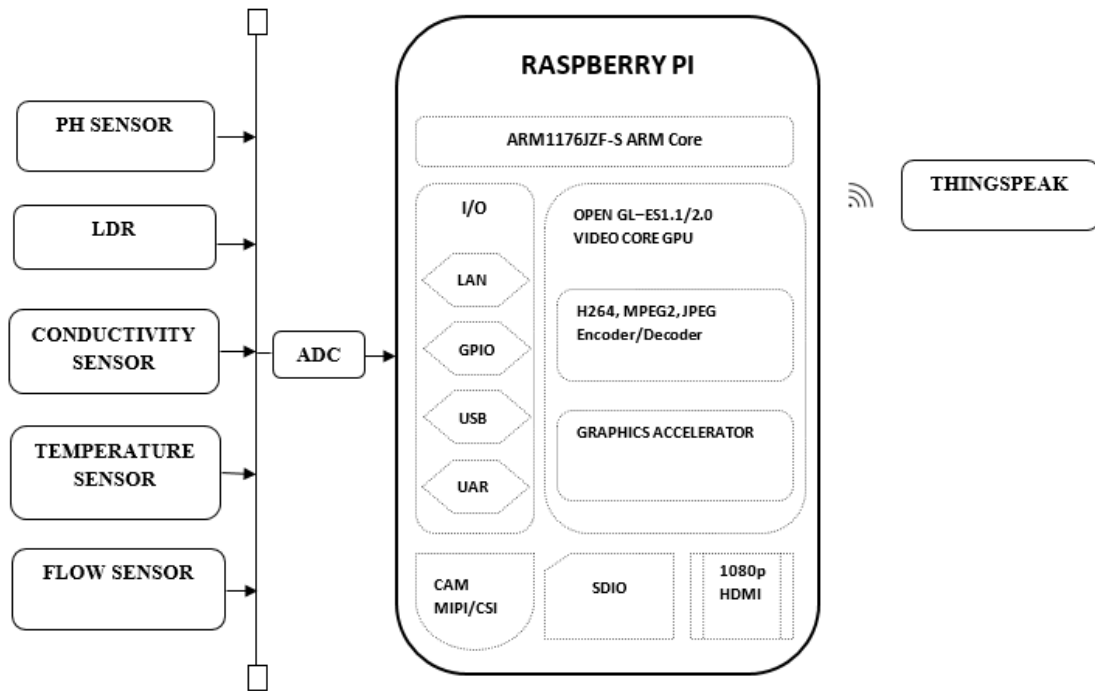 PH SENSOR
LDR
CONDUCTIVITY
SENSOR
TEMPERATURE
SENSOR
FLOW SENSOR
ADC
RASPBERRY PI
ARM1176JZF-S ARM Core
I/O
LAN
GPIO
USB
UAR
OPEN GL–ES1.1/2.0
VIDEO CORE GPU
H264, MPEG2, JPEG
Encoder/Decoder
GRAPHICS ACCELERATOR
CAM
MIPI/CSI
SDIO
1080p
HDMI
THINGSPEAK